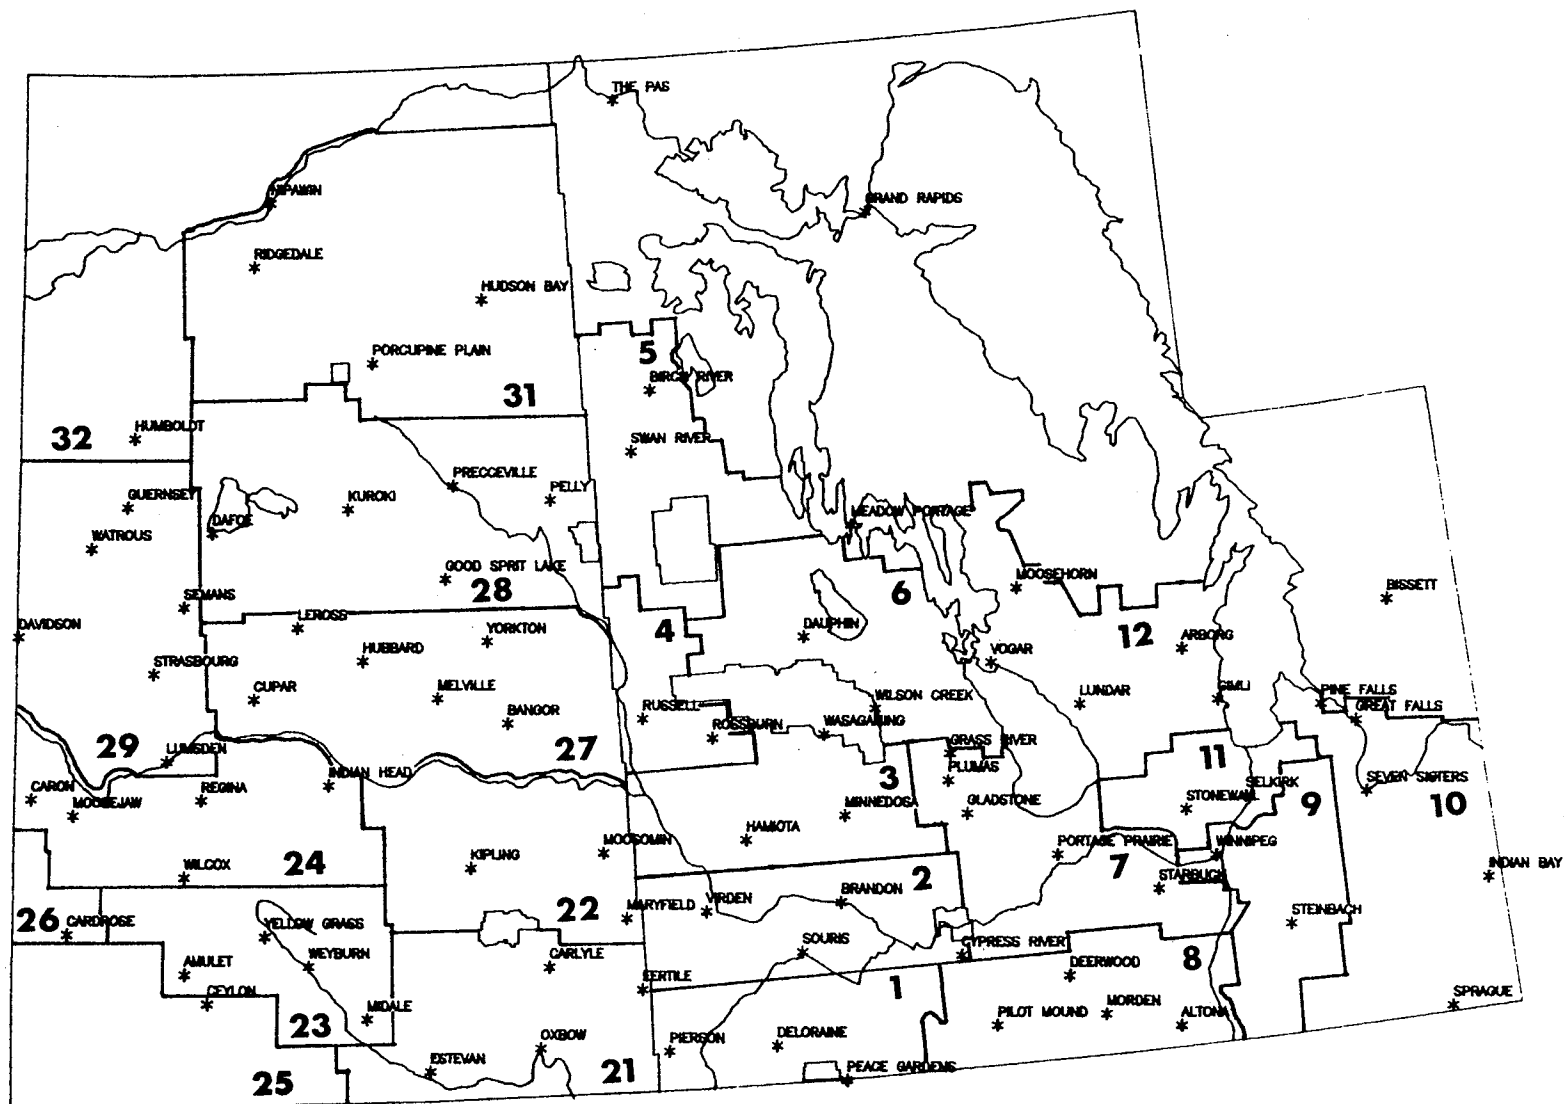 THE PAS
NIPAWIN
GRAND RAPIDS
RIDGEDALE
HUDSON BAY
PORCUPINE PLAIN
5
BIRCH RIVER
31
HUMBOLDT
32
SWAN RIVER
PRECCEVILLE
PELLY
GUERNSEY
KUROKI
DAFOE
MEADOW PORTAGE
WATROUS
GOOD SPRIT LAKE
28
MOOSEHORN
6
BISSETT
SEMANS
LEROSS
DAVIDSON
YORKTON
4
DAUPHIN
12
ARBORG
HUBBARD
VOGAR
STRASBOURG
CUPAR
MELVILLE
WILSON CREEK
LUNDAR
GIMLI
PINE FALLS
BANGOR
RUSSELL
ROSSBURN
WASAGAMING
GREAT FALLS
29
LUMSDEN
27
GRASS RIVER
11
INDIAN HEAD
3
PLUMAS
SELKIRK
SEVEN SISTERS
CARON
MOOSEJAW
REGINA
MINNEDOSA
GLADSTONE
STONEWALL
9
10
HAMIOTA
MOOSOMIN
PORTAGE PRAIRIE
WINNIPEG
WILCOX
24
KIPLING
2
7
STARBUCK
INDIAN BAY
26
CARDROSE
YELLOW GRASS
22
MARYFIELD
VIRDEN
BRANDON
STEINBACH
WEYBURN
CARLYLE
SOURIS
CYPRESS RIVER
8
AMULET
DEERWOOD
CEYLON
FERTILE
1
MIDALE
23
PILOT MOUND
MORDEN
ALTONA
SPRAGUE
OXBOW
PIERSON
DELORAINE
ESTEVAN
21
PEACE GARDENS
25